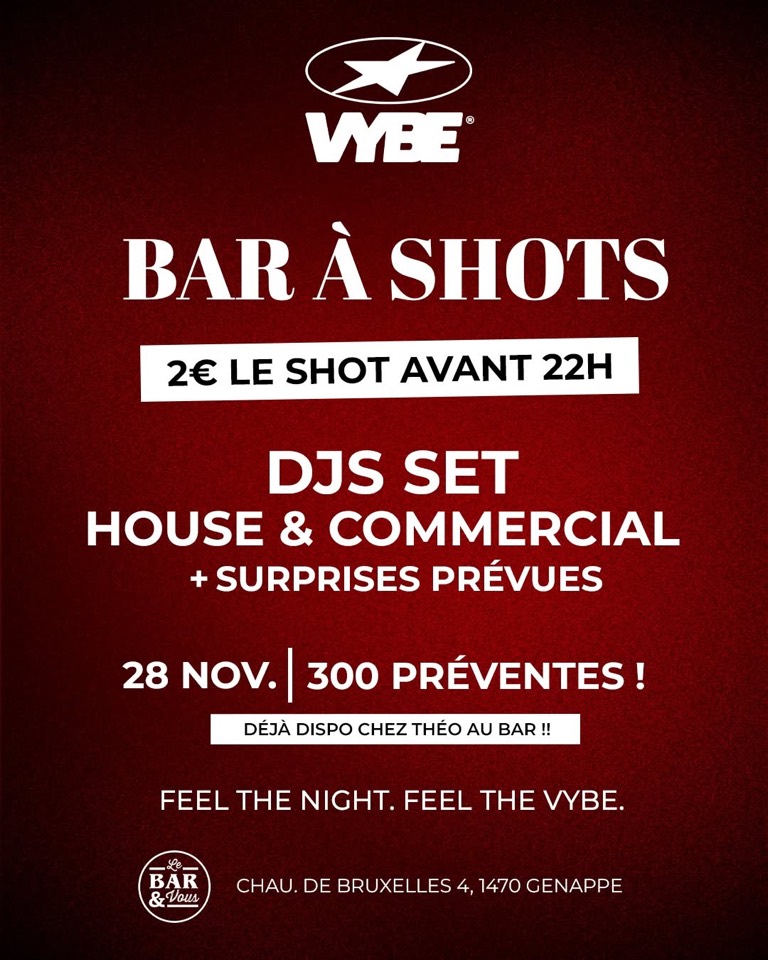 VYBE®
BAR À SHOTS
2€ LE SHOT AVANT 22H
DJS SET
HOUSE & COMMERCIAL
+ SURPRISES PRÉVUES
28 NOV. | 300 PRÉVENTES !
DÉJÀ DISPO CHEZ THÉO AU BAR !!
FEEL THE NIGHT. FEEL THE VYBE.
Le
BAR
& Vous
CHAU. DE BRUXELLES 4, 1470 GENAPPE